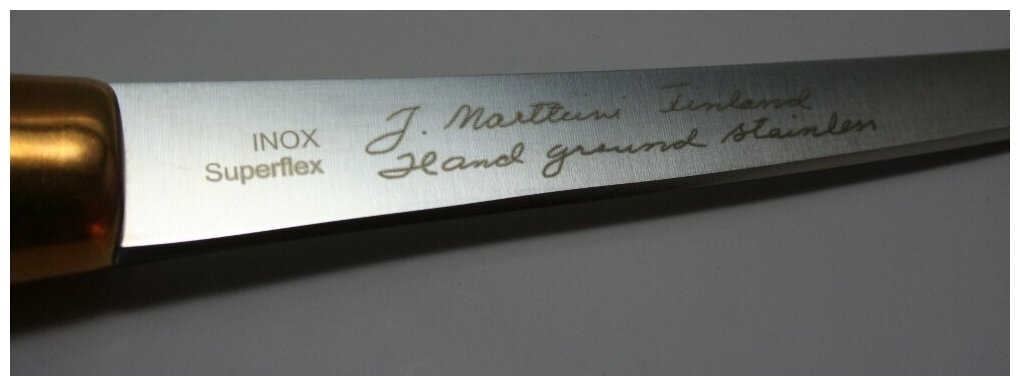 INOX
Superflex
J. Marttiini Finland
Hand ground stainless